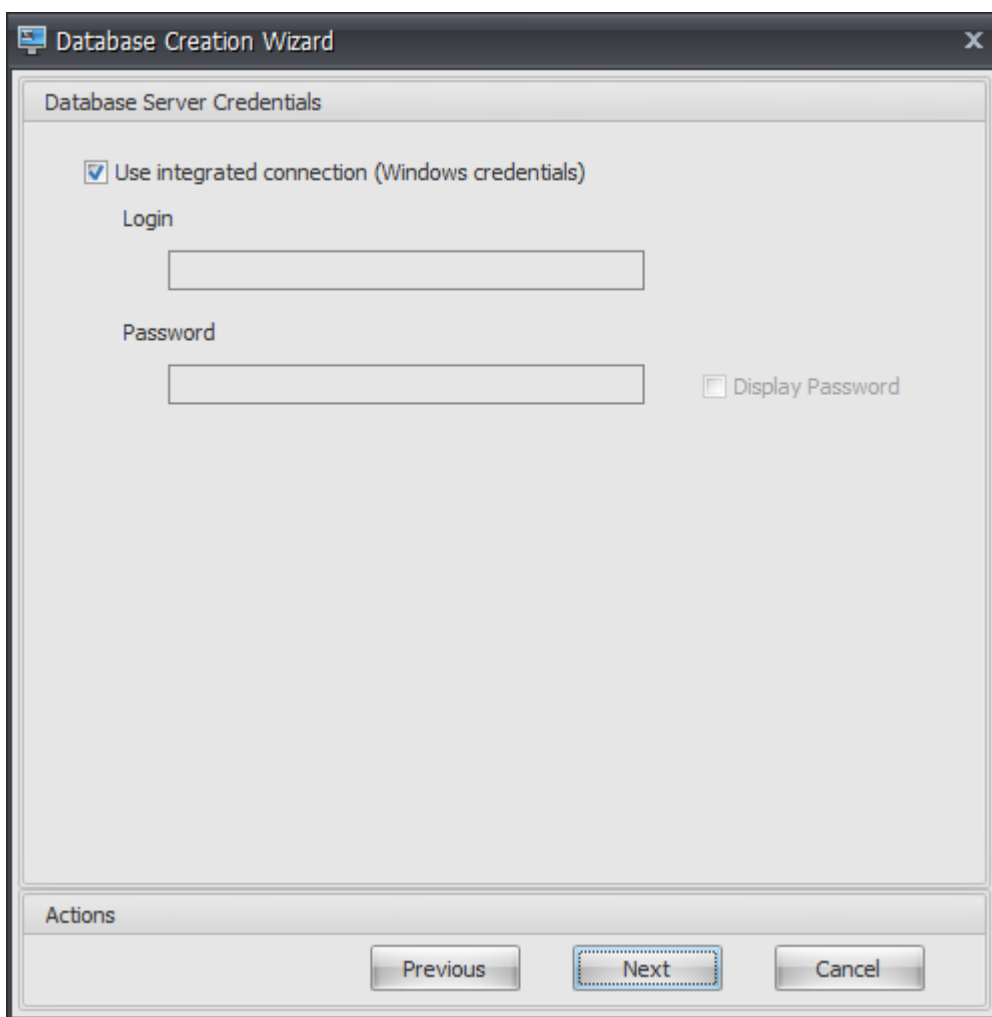 Database Creation Wizard
Database Server Credentials
Use integrated connection (Windows credentials)
Login
Password
Display Password
Actions
Previous Next Cancel